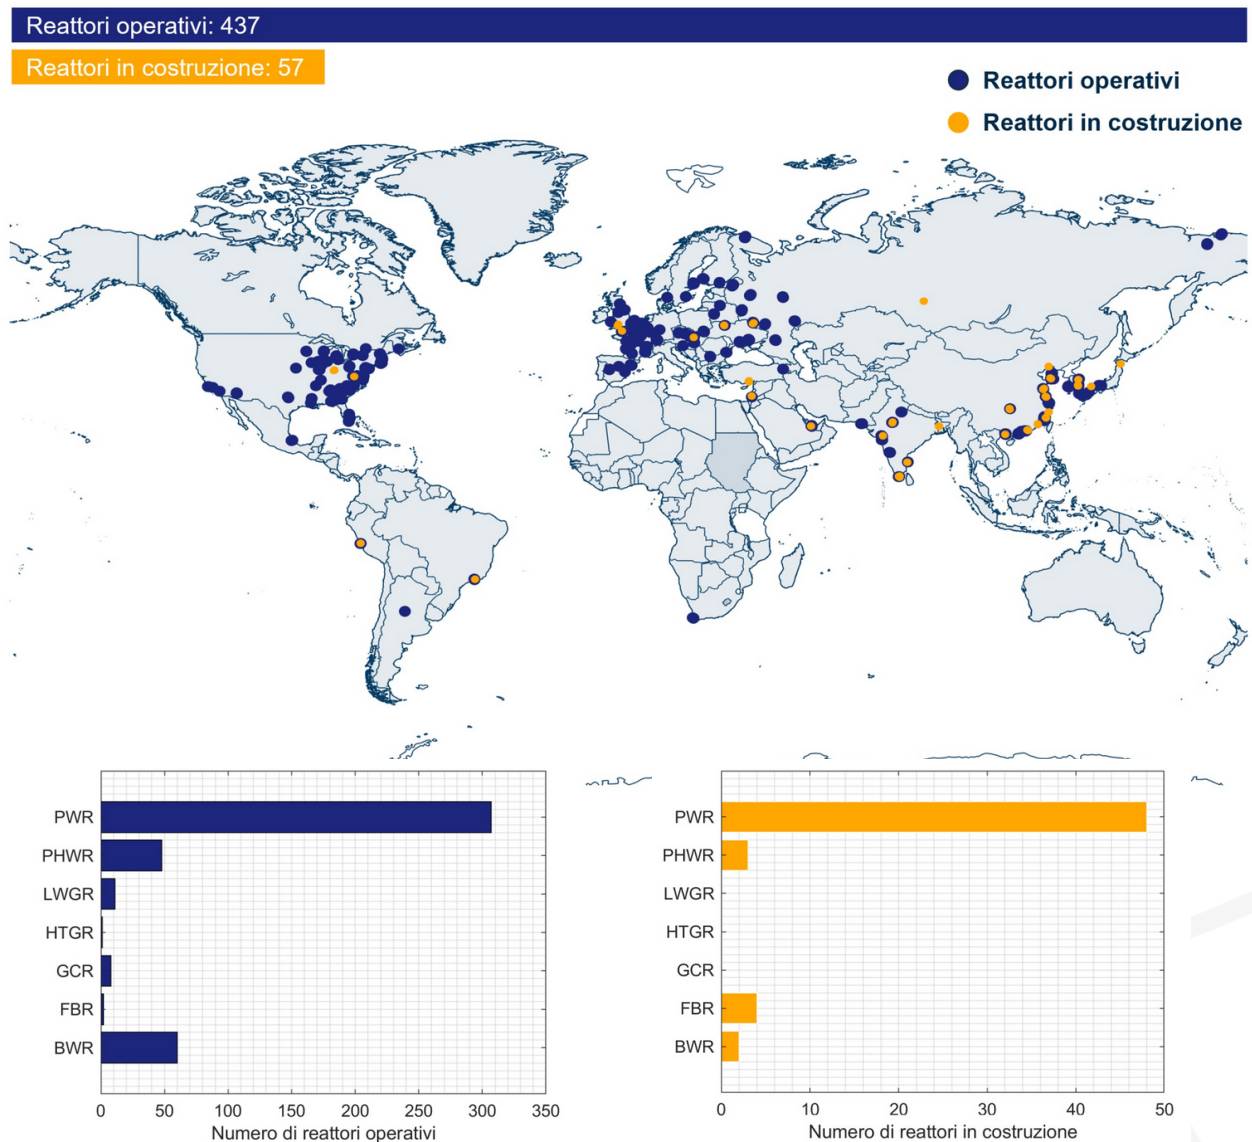 Reattori operativi: 437
Reattori in costruzione: 57
Reattori operativi
Reattori in costruzione
PWR
PHWR
LWGR
HTGR
GCR
FBR
BWR
0 50 100 150 200 250 300 350
Numero di reattori operativi
PWR
PHWR
LWGR
HTGR
GCR
FBR
BWR
0 10 20 30 40 50
Numero di reattori in costruzione